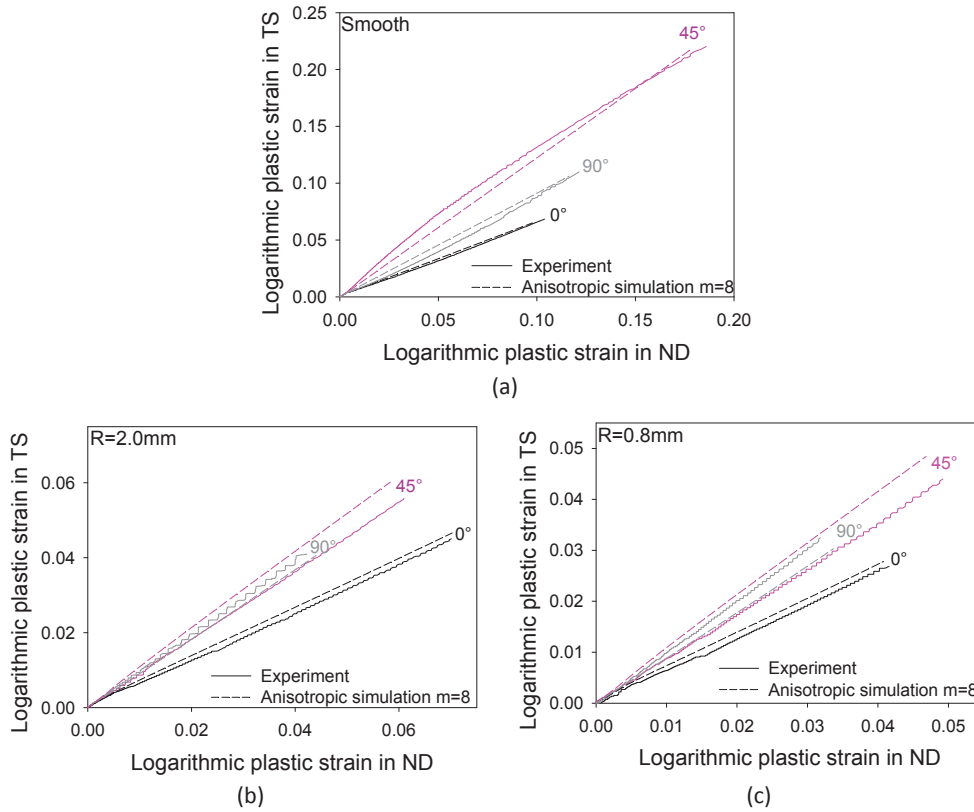 Smooth
Logarithmic plastic strain in TS
0.25
0.20
0.15
0.10
0.05
0.00
45°
90°
0°
Experiment
Anisotropic simulation m=8
0.00 0.05 0.10 0.15 0.20
Logarithmic plastic strain in ND
(a)
R=2.0mm
Logarithmic plastic strain in TS
0.06
0.04
0.02
0.00
45°
90°
0°
Experiment
Anisotropic simulation m=8
0.00 0.02 0.04 0.06
Logarithmic plastic strain in ND
(b)
R=0.8mm
Logarithmic plastic strain in TS
0.05
0.04
0.03
0.02
0.01
0.00
45°
90°
0°
Experiment
Anisotropic simulation m=8
0.00 0.01 0.02 0.03 0.04 0.05
Logarithmic plastic strain in ND
(c)